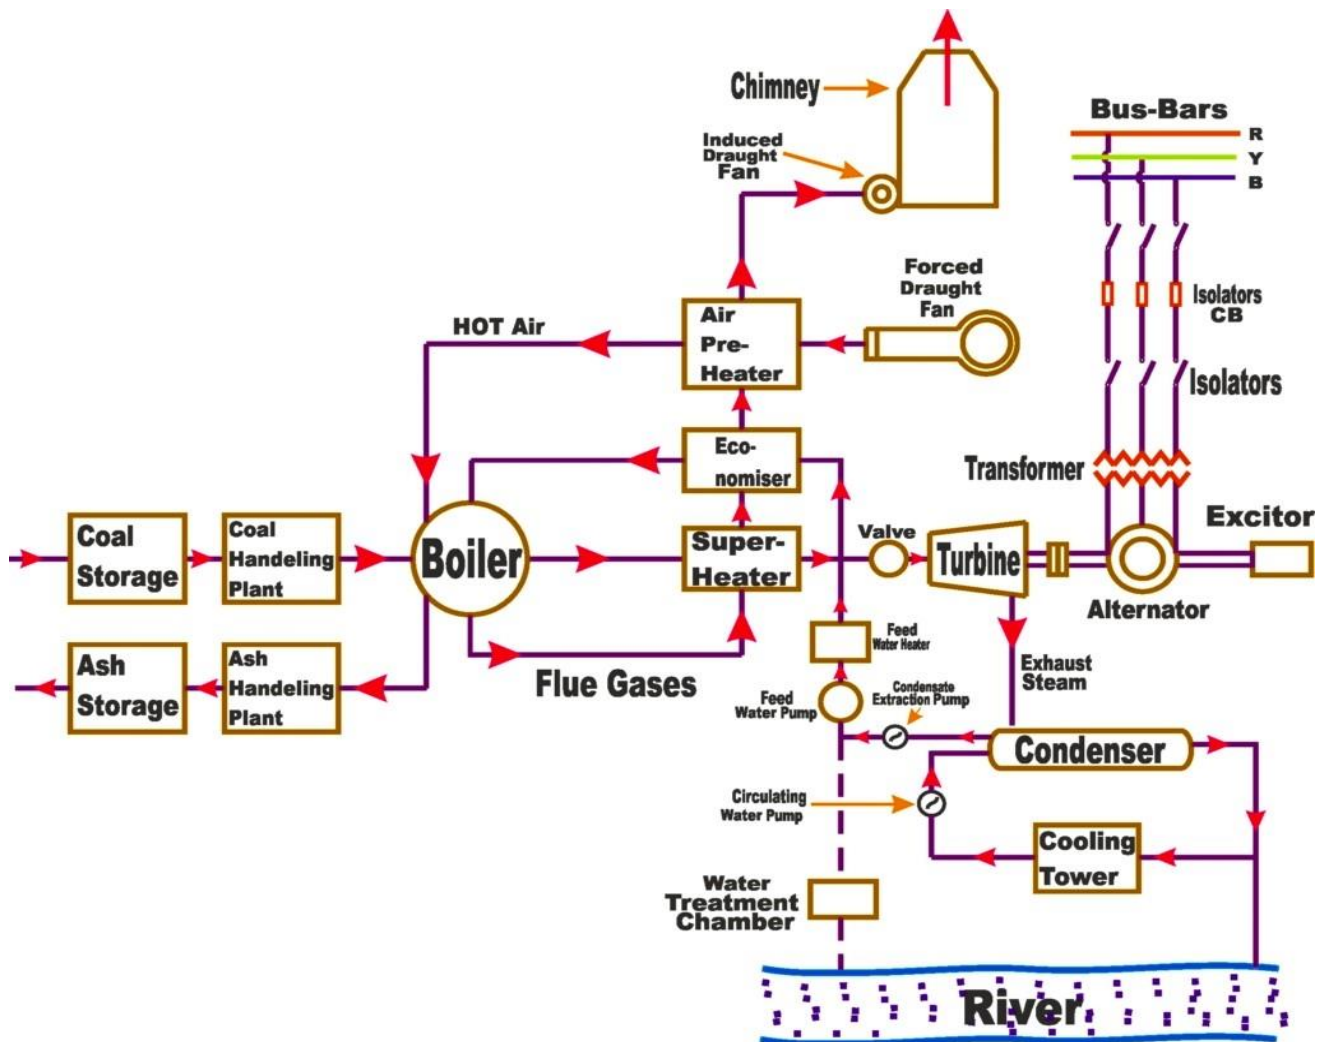 Chimney
Induced
Draught
Fan
Bus-Bars
R
Y
B
Forced
Draught
Fan
Isolators
CB
HOT Air
Air
Pre-
Heater
Isolators
Eco-
nomiser
Transformer
Coal
Storage
Coal
Handeling
Plant
Boiler
Super-
Heater
Valve
Turbine
Excitor
Alternator
Ash
Storage
Ash
Handeling
Plant
Flue Gases
Feed
Water Heater
Exhaust
Steam
Feed
Water Pump
Condensate
Extraction Pump
Condenser
Circulating
Water Pump
Cooling
Tower
Water
Treatment
Chamber
River